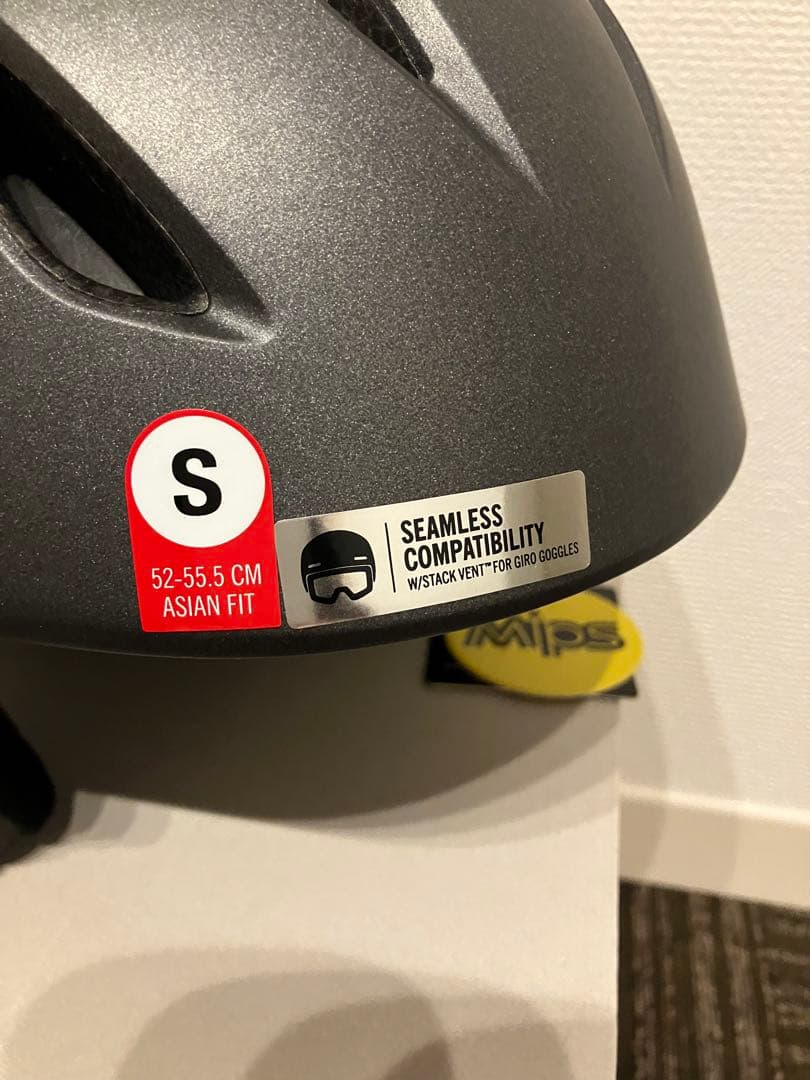 S
52-55.5 CM
ASIAN FIT
SEAMLESS
COMPATIBILITY
W/STACK VENT™ FOR GIRO GOGGLES
Mips